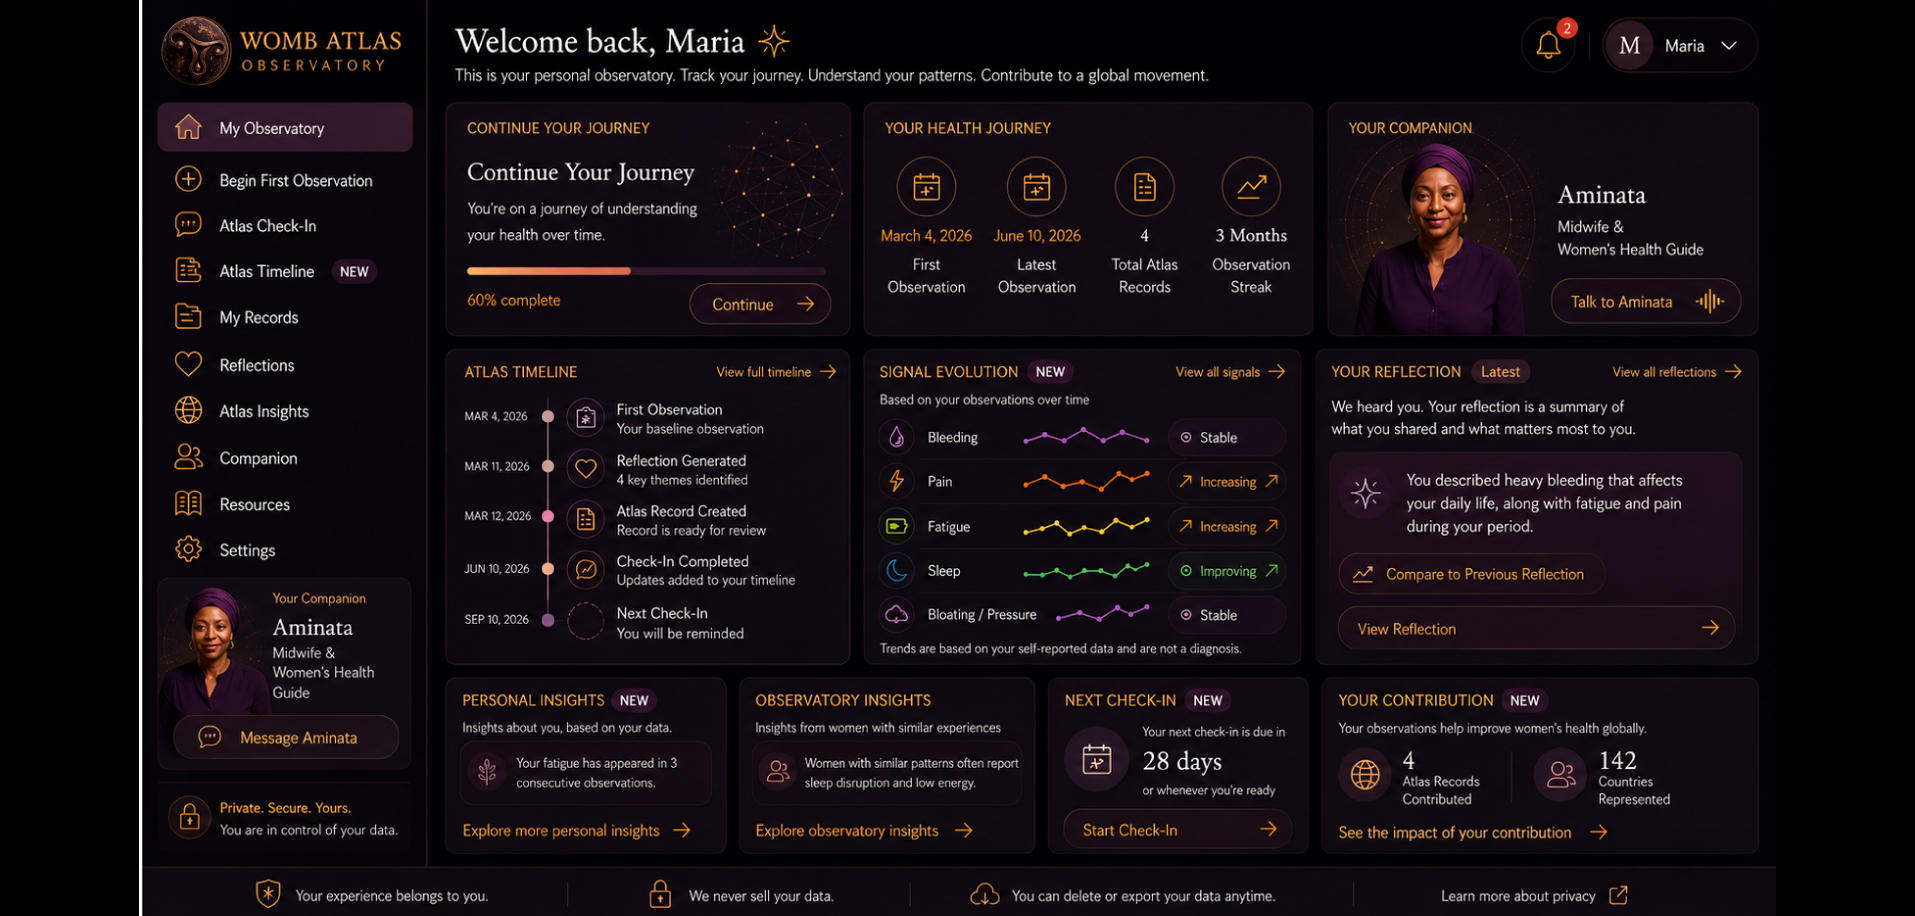 WOMB ATLAS
OBSERVATORY
My Observatory
Begin First Observation
Atlas Check-In
Atlas Timeline NEW
My Records
Reflections
Atlas Insights
Companion
Resources
Settings
Your Companion
Aminata
Midwife &
Women's Health
Guide
Message Aminata
Private. Secure. Yours.
You are in control of your data.
Welcome back, Maria
This is your personal observatory. Track your journey. Understand your patterns. Contribute to a global movement.
2
M Maria
CONTINUE YOUR JOURNEY
Continue Your Journey
You're on a journey of understanding
your health over time.
60% complete
Continue
YOUR HEALTH JOURNEY
March 4, 2026
First
Observation
June 10, 2026
Latest
Observation
4
Total Atlas
Records
3 Months
Observation
Streak
YOUR COMPANION
Aminata
Midwife &
Women's Health Guide
Talk to Aminata
ATLAS TIMELINE View full timeline
MAR 4, 2026
First Observation
Your baseline observation
MAR 11, 2026
Reflection Generated
4 key themes identified
MAR 12, 2026
Atlas Record Created
Record is ready for review
JUN 10, 2026
Check-In Completed
Updates added to your timeline
SEP 10, 2026
Next Check-In
You will be reminded
SIGNAL EVOLUTION NEW View all signals
Based on your observations over time
Bleeding Stable
Pain Increasing
Fatigue Increasing
Sleep Improving
Bloating / Pressure Stable
Trends are based on your self-reported data and are not a diagnosis.
YOUR REFLECTION Latest View all reflections
We heard you. Your reflection is a summary of
what you shared and what matters most to you.
You described heavy bleeding that affects
your daily life, along with fatigue and pain
during your period.
Compare to Previous Reflection
View Reflection
PERSONAL INSIGHTS NEW
Insights about you, based on your data.
Your fatigue has appeared in 3
consecutive observations.
Explore more personal insights
OBSERVATORY INSIGHTS
Insights from women with similar experiences
Women with similar patterns often report
sleep disruption and low energy.
Explore observatory insights
NEXT CHECK-IN NEW
Your next check-in is due in
28 days
or whenever you're ready
Start Check-In
YOUR CONTRIBUTION NEW
Your observations help improve women's health globally.
4
Atlas Records
Contributed
142
Countries
Represented
See the impact of your contribution
Your experience belongs to you.
We never sell your data.
You can delete or export your data anytime.
Learn more about privacy